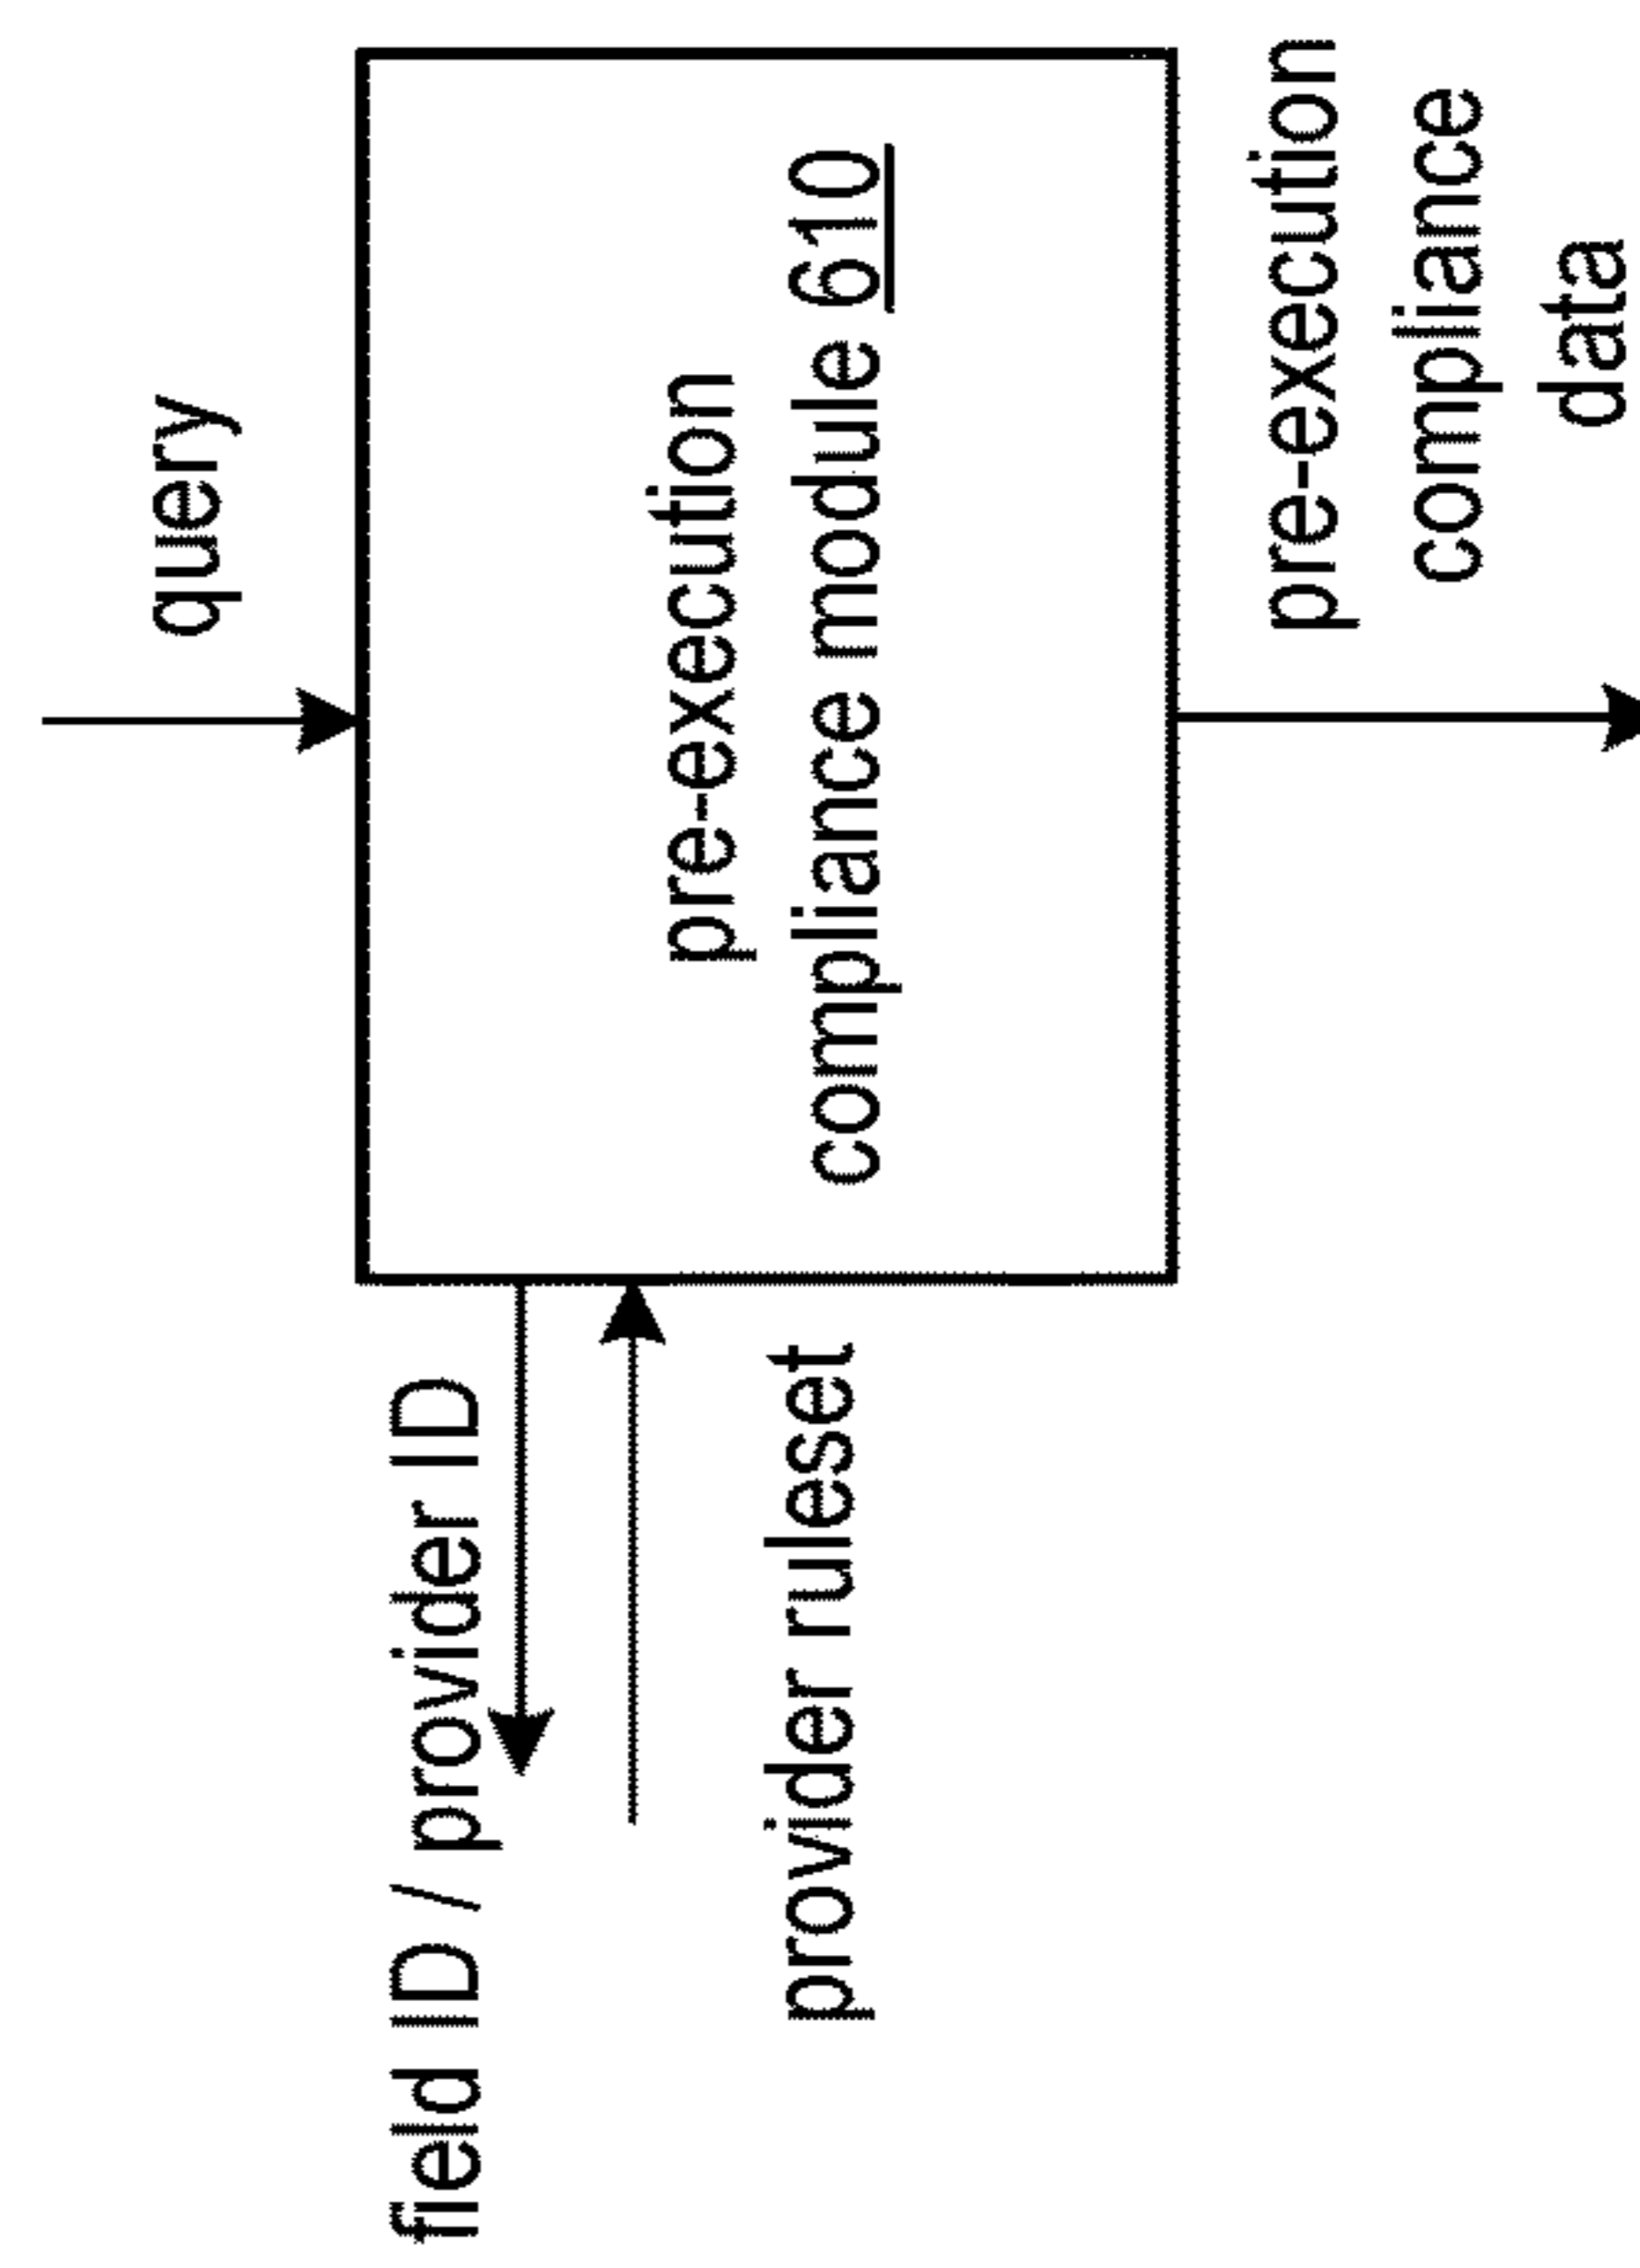 query
field ID / provider ID
pre-execution
compliance module 610
provider ruleset
pre-execution
compliance
data